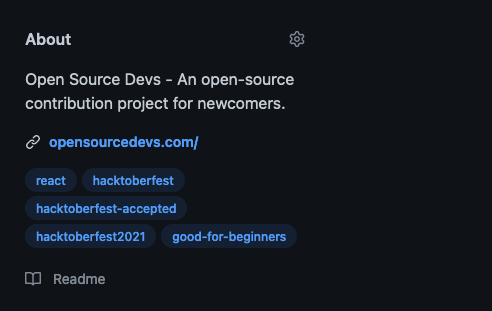 About
Open Source Devs - An open-source
contribution project for newcomers.
opensourcedevs.com/
react hacktoberfest
hacktoberfest-accepted
hacktoberfest2021 good-for-beginners
Readme